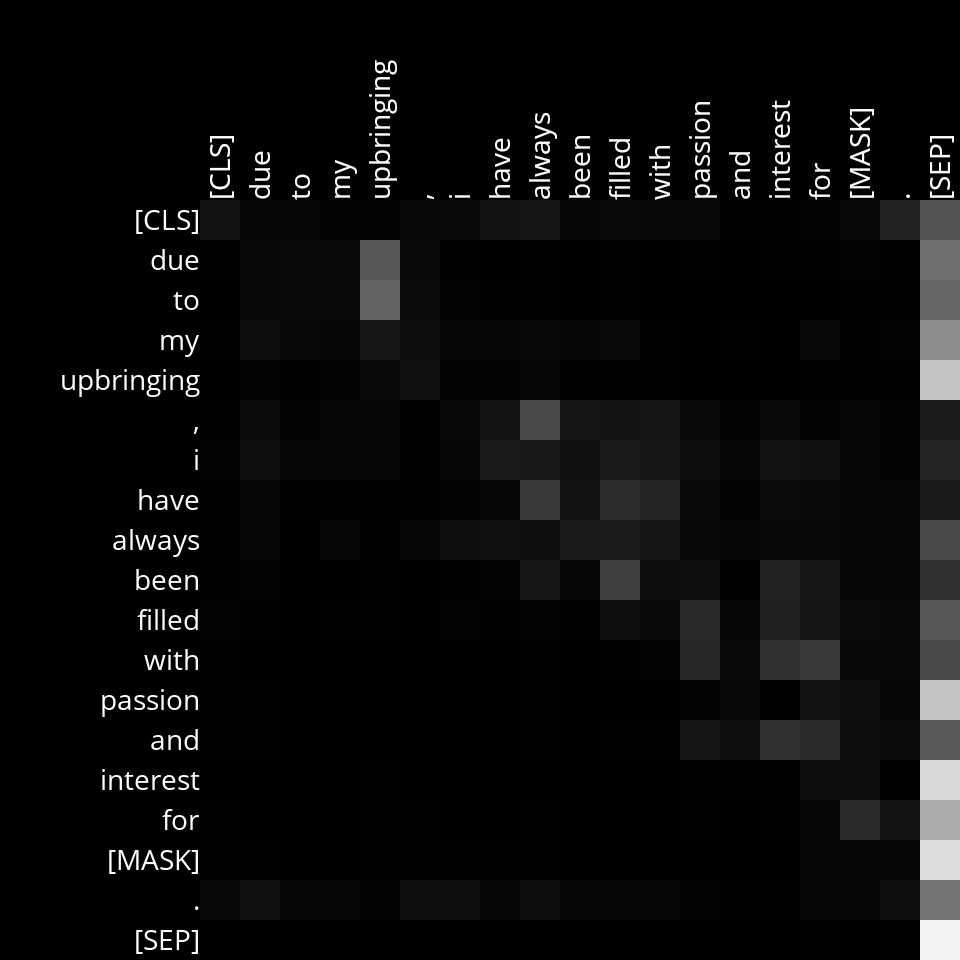 [CLS] due to my upbringing , i have always been filled with passion and interest for [MASK] . [SEP]
[CLS]
due
to
my
upbringing
,
i
have
always
been
filled
with
passion
and
interest
for
[MASK]
.
[SEP]